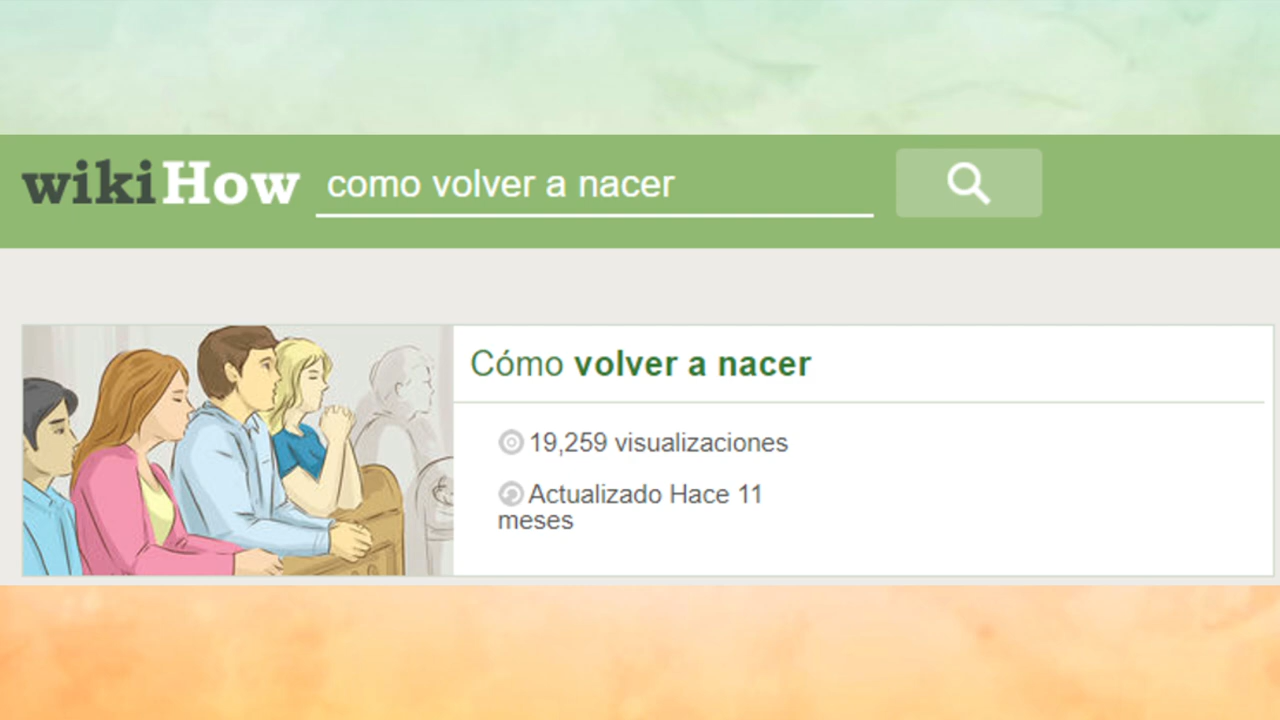 wikiHow como volver a nacer
Cómo volver a nacer
19,259 visualizaciones
Actualizado Hace 11
meses